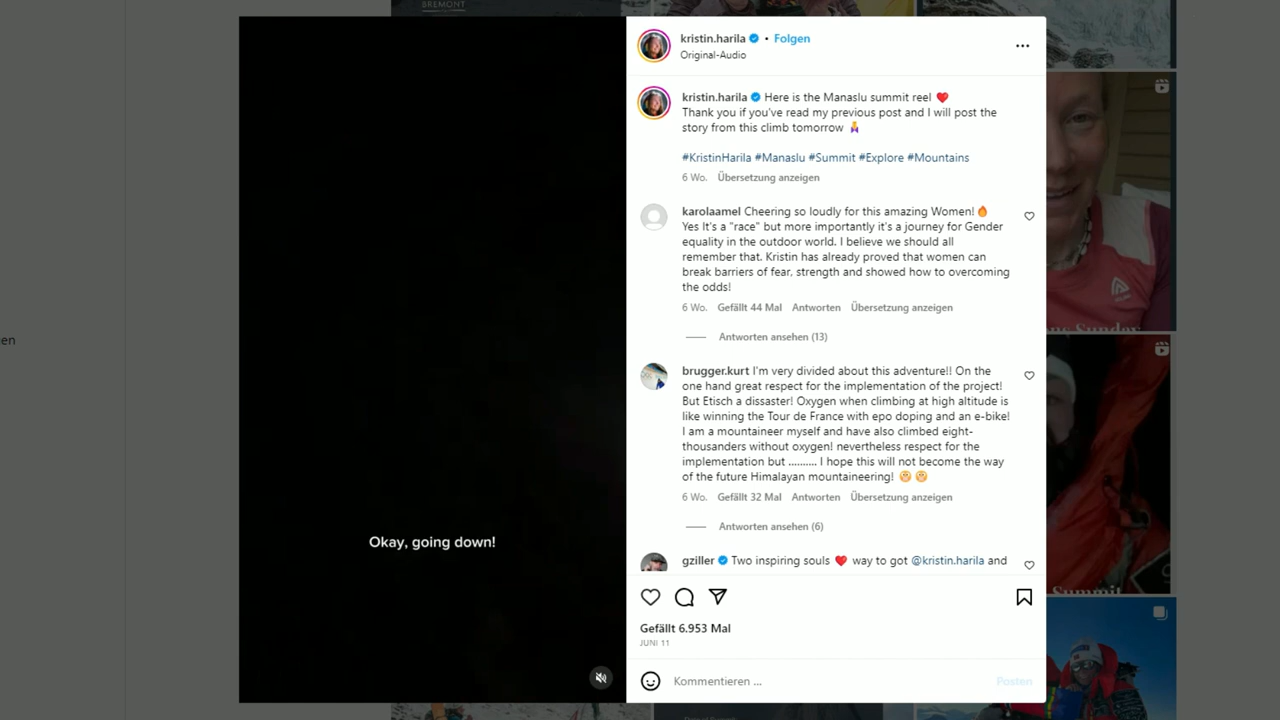 BREMONT
kristin.harila • Folgen
Original-Audio
kristin.harila Here is the Manaslu summit reel ❤️
Thank you if you've read my previous post and I will post the
story from this climb tomorrow 🙏
#KristinHarila #Manaslu #Summit #Explore #Mountains
6 Wo. Übersetzung anzeigen
karolaamel Cheering so loudly for this amazing Women! 🔥
Yes It's a "race" but more importantly it's a journey for Gender
equality in the outdoor world. I believe we should all
remember that. Kristin has already proved that women can
break barriers of fear, strength and showed how to overcoming
the odds!
6 Wo. Gefällt 44 Mal Antworten Übersetzung anzeigen
Antworten ansehen (13)
brugger.kurt I'm very divided about this adventure!! On the
one hand great respect for the implementation of the project!
But Etisch a dissaster! Oxygen when climbing at high altitude is
like winning the Tour de France with epo doping and an e-bike!
I am a mountaineer myself and have also climbed eight-
thousanders without oxygen! nevertheless respect for the
implementation but .......... I hope this will not become the way
of the future Himalayan mountaineering!
6 Wo. Gefällt 32 Mal Antworten Übersetzung anzeigen
Antworten ansehen (6)
gziller Two inspiring souls ❤️ way to got @kristin.harila and
Gefällt 6.953 Mal
JUNI 11
Kommentieren ... Posten
Okay, going down!
en
ns Sunday
Summit